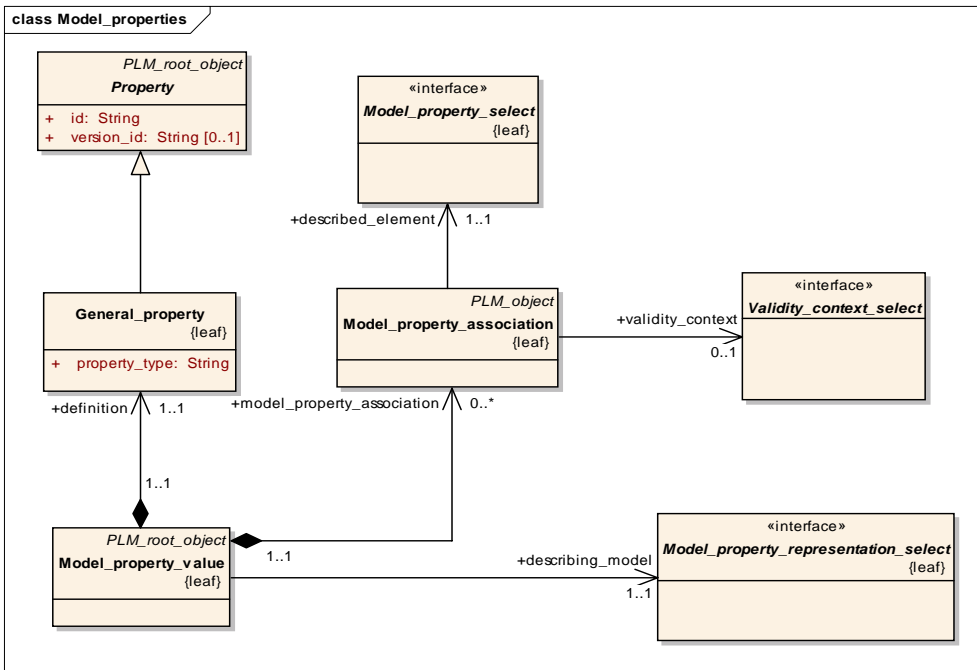 class Model_properties
PLM_root_object
Property
+ id: String
+ version_id: String [0..1]
«interface»
Model_property_select
{leaf}
+described_element
1..1
General_property
{leaf}
+ property_type: String
PLM_object
Model_property_association
{leaf}
+validity_context
0..1
«interface»
Validity_context_select
+definition
1..1
+model_property_association
0..*
1..1
PLM_root_object
Model_property_value
{leaf}
1..1
+describing_model
1..1
«interface»
Model_property_representation_select
{leaf}